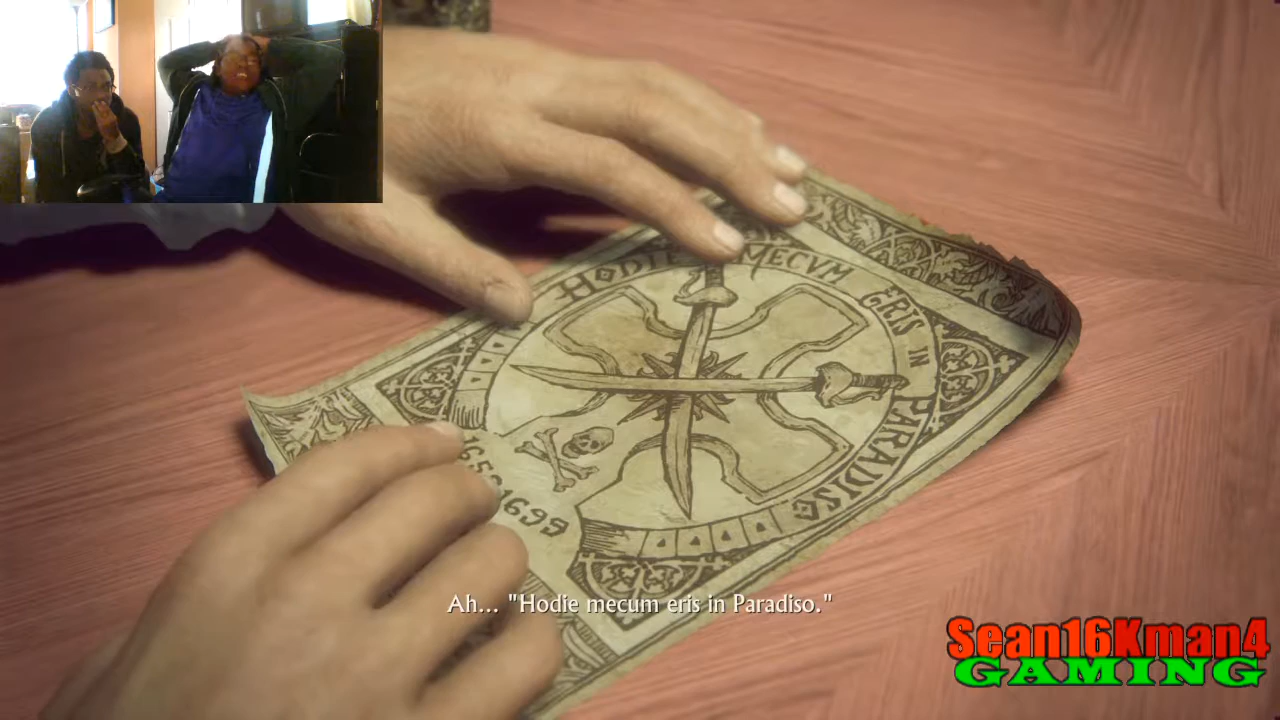 HODIE MECVM ERIS IN PARADISO
1659 1699
Ah... "Hodie mecum eris in Paradiso."
Sean16Kman4
GAMING